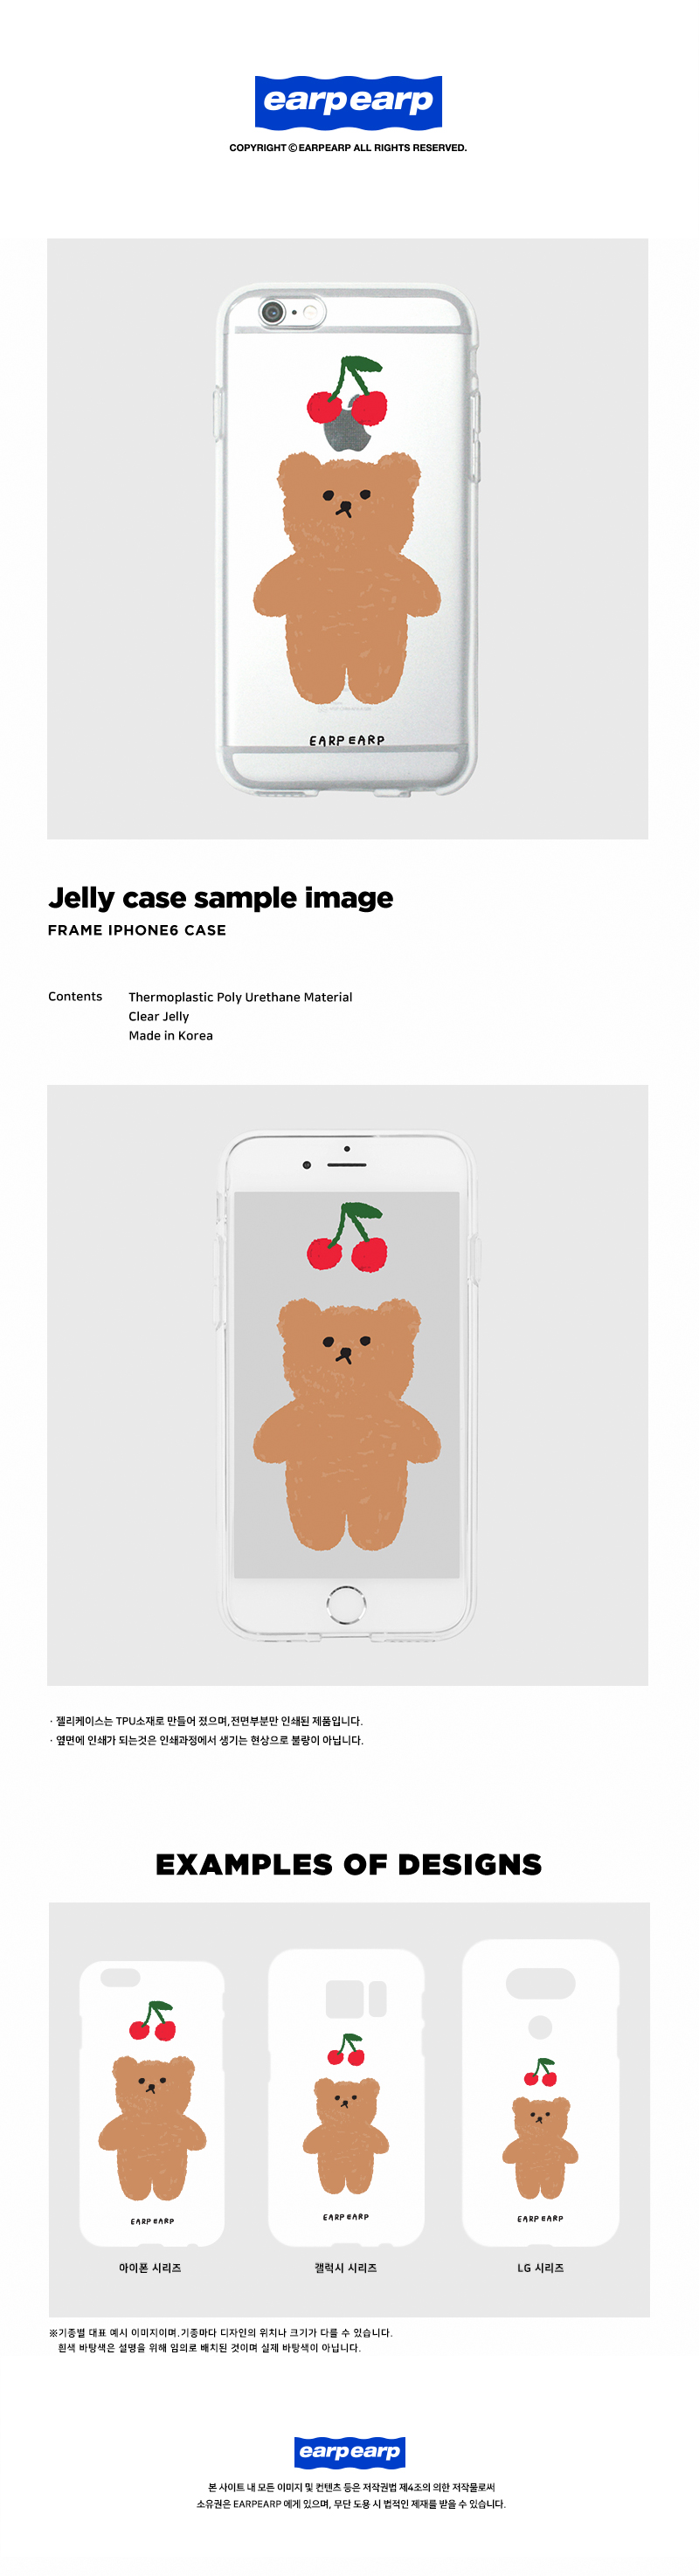 earp earp
COPYRIGHT © EARPEARP ALL RIGHTS RESERVED.
EARP EARP
Jelly case sample image
FRAME IPHONE6 CASE
Contents
Thermoplastic Poly Urethane Material
Clear Jelly
Made in Korea
· 젤리케이스는 TPU소재로 만들어 졌으며,전면부분만 인쇄된 제품입니다.
· 옆면에 인쇄가 되는것은 인쇄과정에서 생기는 현상으로 불량이 아닙니다.
EXAMPLES OF DESIGNS
EARP EARP
EARP EARP
EARP EARP
아이폰 시리즈
갤럭시 시리즈
LG 시리즈
※기종별 대표 예시 이미지이며.기종마다 디자인의 위치나 크기가 다를 수 있습니다.
흰색 바탕색은 설명을 위해 임의로 배치된 것이며 실제 바탕색이 아닙니다.
earp earp
본 사이트 내 모든 이미지 및 컨텐츠 등은 저작권법 제4조의 의한 저작물로써
소유권은 EARPEARP 에게 있으며, 무단 도용 시 법적인 제재를 받을 수 있습니다.